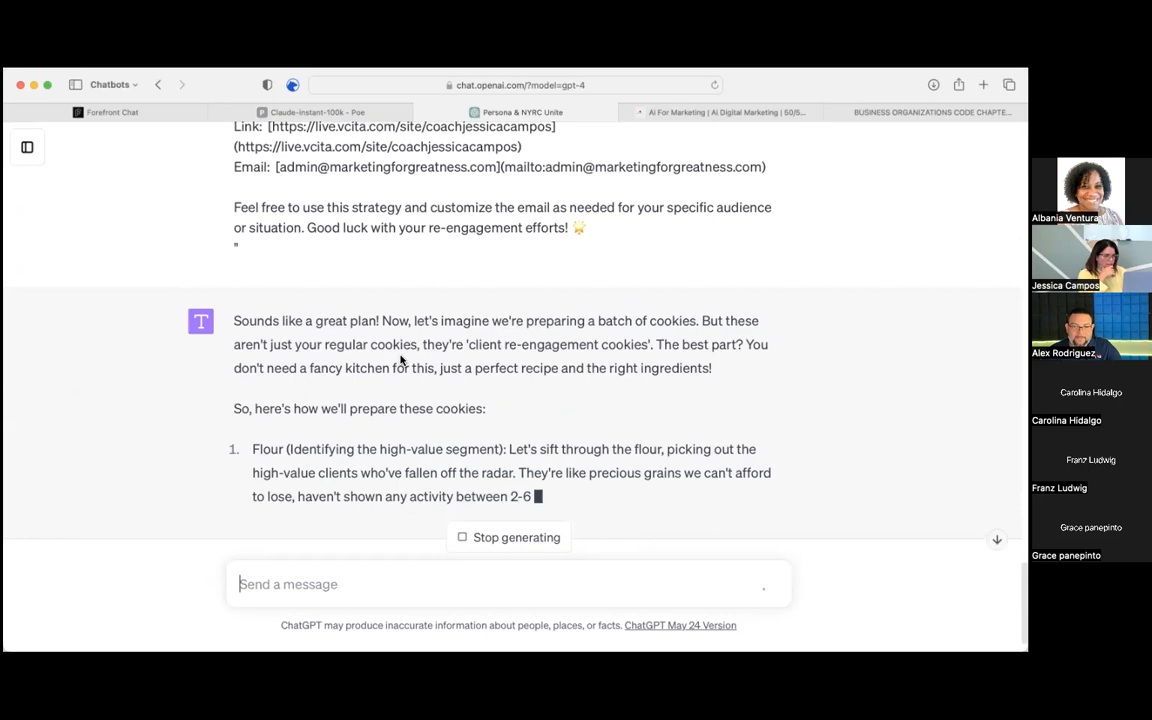 Chatbots
chat.openai.com/?model=gpt-4
Forefront Chat
Claude-instant-100k - Poe
Persona & NYRC Unite
Ai For Marketing | Ai Digital Marketing | 50/5...
BUSINESS ORGANIZATIONS CODE CHAPTE...
Link: [https://live.vcita.com/site/coachjessicacampos]
(https://live.vcita.com/site/coachjessicacampos)
Email: [admin@marketingforgreatness.com](mailto:admin@marketingforgreatness.com)
Feel free to use this strategy and customize the email as needed for your specific audience
or situation. Good luck with your re-engagement efforts! 🌟
"
T
Sounds like a great plan! Now, let's imagine we're preparing a batch of cookies. But these
aren't just your regular cookies, they're 'client re-engagement cookies'. The best part? You
don't need a fancy kitchen for this, just a perfect recipe and the right ingredients!
So, here's how we'll prepare these cookies:
1. Flour (Identifying the high-value segment): Let's sift through the flour, picking out the
high-value clients who've fallen off the radar. They're like precious grains we can't afford
to lose, haven't shown any activity between 2-6
Stop generating
Send a message
ChatGPT may produce inaccurate information about people, places, or facts. ChatGPT May 24 Version
Albania Ventura
Jessica Campos
Alex Rodriguez
Carolina Hidalgo
Carolina Hidalgo
Franz Ludwig
Franz Ludwig
Grace panepinto
Grace panepinto